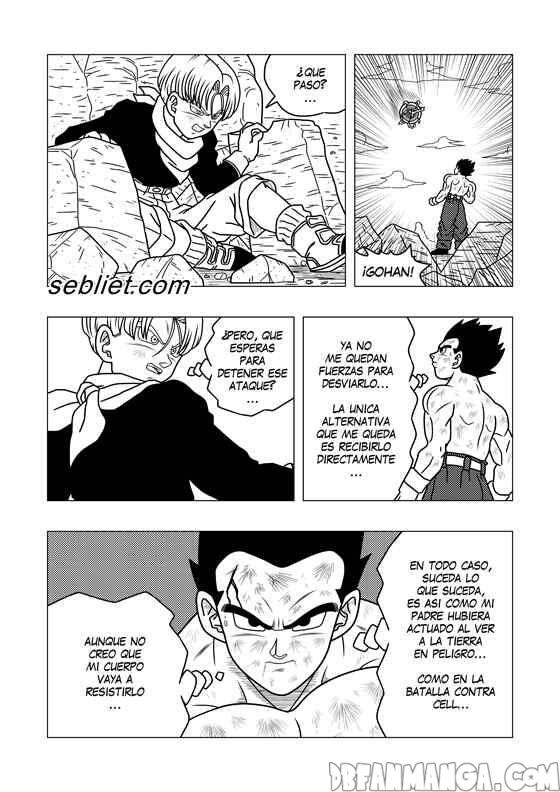 ¿QUE
PASO?
...
¡GOHAN!
sebliet.com
¿PERO, QUE
ESPERAS
PARA
DETENER ESE
ATAQUE?
...
YA NO
ME QUEDAN
FUERZAS PARA
DESVIARLO...
LA UNICA
ALTERNATIVA
QUE ME QUEDA
ES RECIBIRLO
DIRECTAMENTE
...
AUNQUE NO
CREO QUE
MI CUERPO
VAYA A
RESISTIRLO
...
EN TODO CASO,
SUCEDA LO
QUE SUCEDA,
ES ASI COMO MI
PADRE HUBIERA
ACTUADO AL VER
A LA TIERRA
EN PELIGRO...
COMO EN LA
BATALLA CONTRA
CELL...
DBFANMANGA.COM